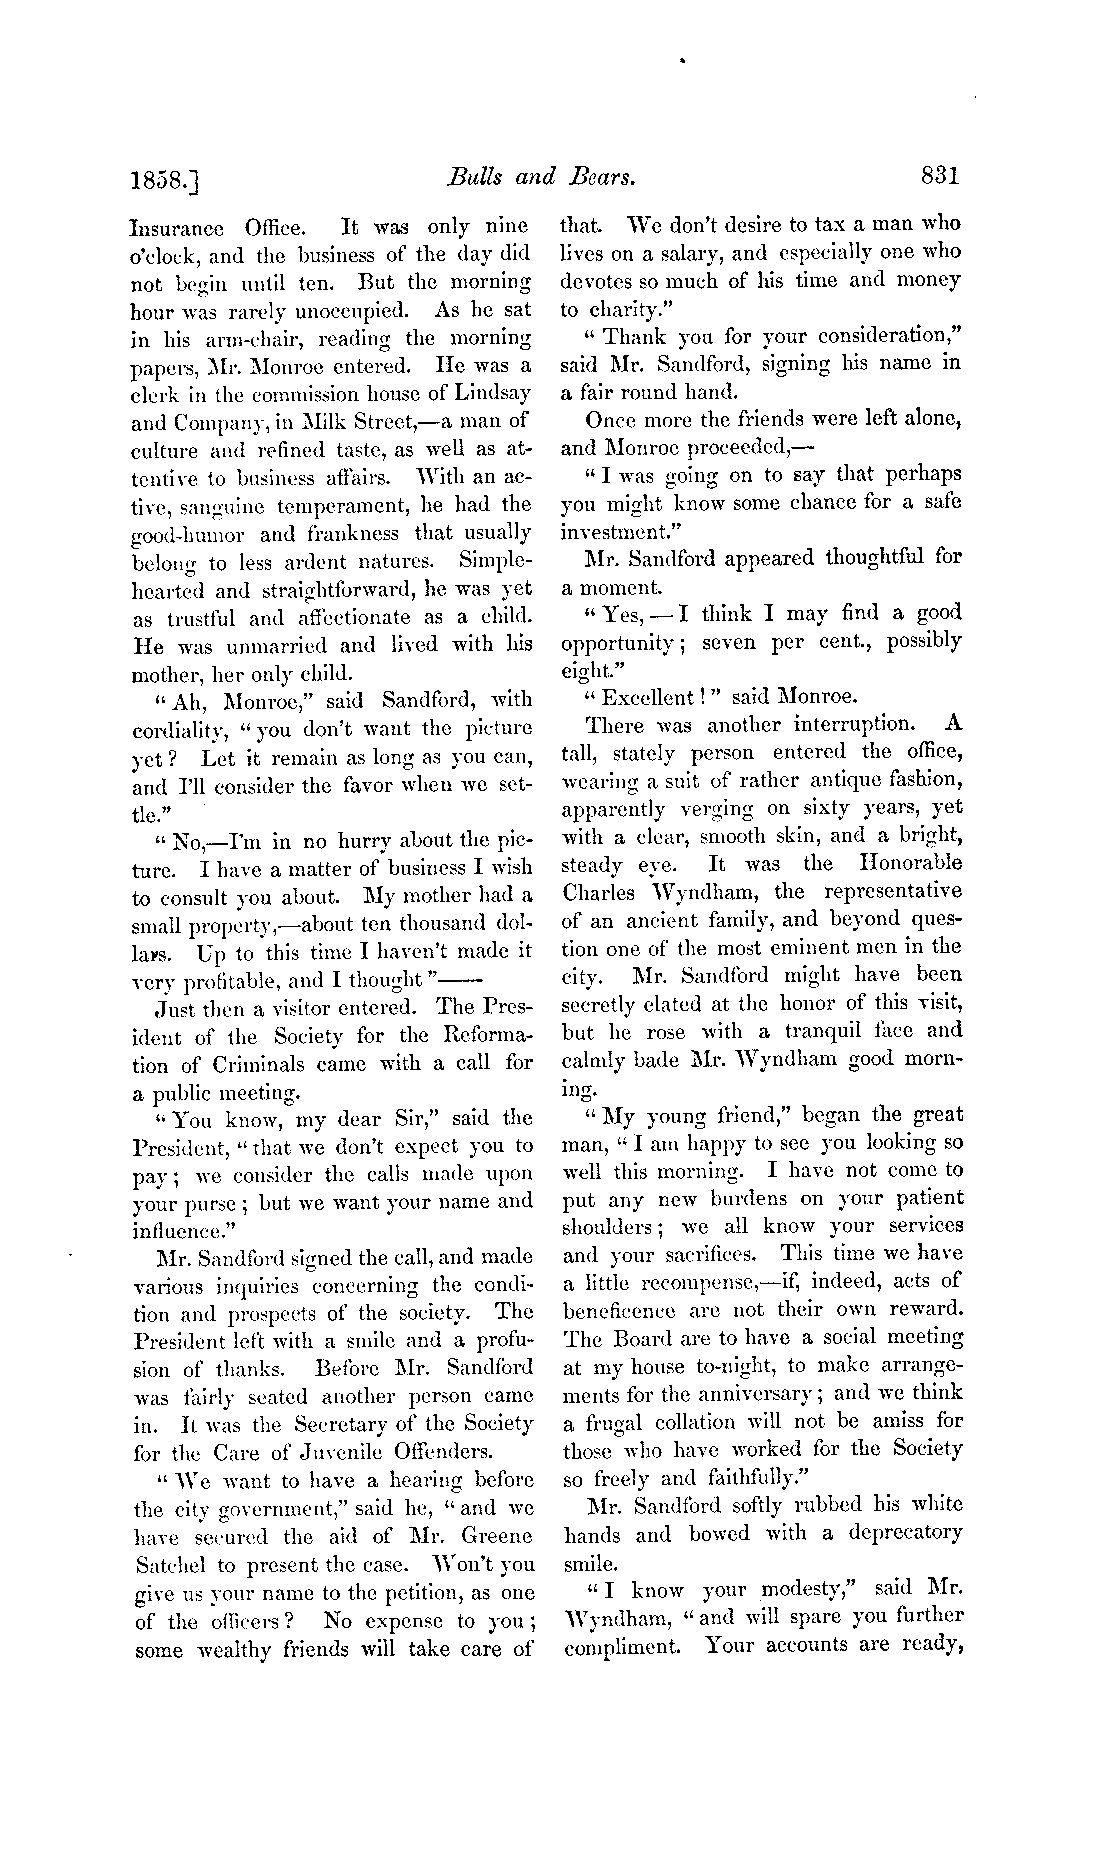 1858.] Bulls and Bears. 831
Insurance Office. It was only nine
o'clock, and the business of the day did
not begin until ten. But the morning
hour was rarely unoccupied. As he sat
in his arm-chair, reading the morning
papers, Mr. Monroe entered. He was a
clerk in the commission house of Lindsay
and Company, in Milk Street,—a man of
culture and refined taste, as well as at-
tentive to business affairs. With an ac-
tive, sanguine temperament, he had the
good-humor and frankness that usually
belong to less ardent natures. Simple-
hearted and straightforward, he was yet
as trustful and affectionate as a child.
He was unmarried and lived with his
mother, her only child.
"Ah, Monroe," said Sandford, with
cordiality, "you don't want the picture
yet? Let it remain as long as you can,
and I'll consider the favor when we set-
tle."
"No,—I'm in no hurry about the pic-
ture. I have a matter of business I wish
to consult you about. My mother had a
small property,—about ten thousand dol-
lars. Up to this time I haven't made it
very profitable, and I thought"——
Just then a visitor entered. The Pres-
ident of the Society for the Reforma-
tion of Criminals came with a call for
a public meeting.
"You know, my dear Sir," said the
President, "that we don't expect you to
pay; we consider the calls made upon
your purse; but we want your name and
influence."
Mr. Sandford signed the call, and made
various inquiries concerning the condi-
tion and prospects of the society. The
President left with a smile and a profu-
sion of thanks. Before Mr. Sandford
was fairly seated another person came
in. It was the Secretary of the Society
for the Care of Juvenile Offenders.
"We want to have a hearing before
the city government," said he, "and we
have secured the aid of Mr. Greene
Satchel to present the case. Won't you
give us your name to the petition, as one
of the officers? No expense to you;
some wealthy friends will take care of
that. We don't desire to tax a man who
lives on a salary, and especially one who
devotes so much of his time and money
to charity."
"Thank you for your consideration,"
said Mr. Sandford, signing his name in
a fair round hand.
Once more the friends were left alone,
and Monroe proceeded,—
"I was going on to say that perhaps
you might know some chance for a safe
investment."
Mr. Sandford appeared thoughtful for
a moment.
"Yes,—I think I may find a good
opportunity; seven per cent., possibly
eight."
"Excellent!" said Monroe.
There was another interruption. A
tall, stately person entered the office,
wearing a suit of rather antique fashion,
apparently verging on sixty years, yet
with a clear, smooth skin, and a bright,
steady eye. It was the Honorable
Charles Wyndham, the representative
of an ancient family, and beyond ques-
tion one of the most eminent men in the
city. Mr. Sandford might have been
secretly elated at the honor of this visit,
but he rose with a tranquil face and
calmly bade Mr. Wyndham good morn-
ing.
"My young friend," began the great
man, "I am happy to see you looking so
well this morning. I have not come to
put any new burdens on your patient
shoulders; we all know your services
and your sacrifices. This time we have
a little recompense,—if, indeed, acts of
beneficence are not their own reward.
The Board are to have a social meeting
at my house to-night, to make arrange-
ments for the anniversary; and we think
a frugal collation will not be amiss for
those who have worked for the Society
so freely and faithfully."
Mr. Sandford softly rubbed his white
hands and bowed with a deprecatory
smile.
"I know your modesty," said Mr.
Wyndham, "and will spare you further
compliment. Your accounts are ready,